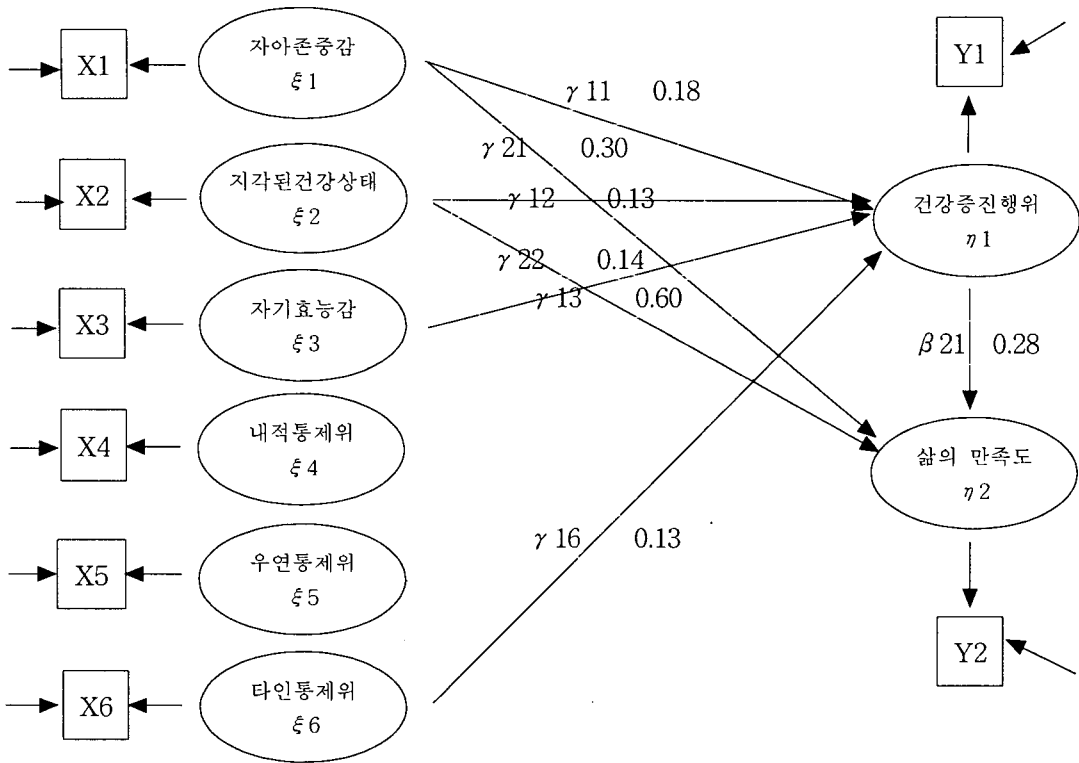 X1
자아존중감
ξ1
Y1
γ11 0.18
γ21 0.30
X2
지각된건강상태
ξ2
γ12 0.13
건강증진행위
η1
γ22 0.14
γ13 0.60
X3
자기효능감
ξ3
β21 0.28
X4
내적통제위
ξ4
삶의 만족도
η2
γ16 0.13
X5
우연통제위
ξ5
Y2
X6
타인통제위
ξ6